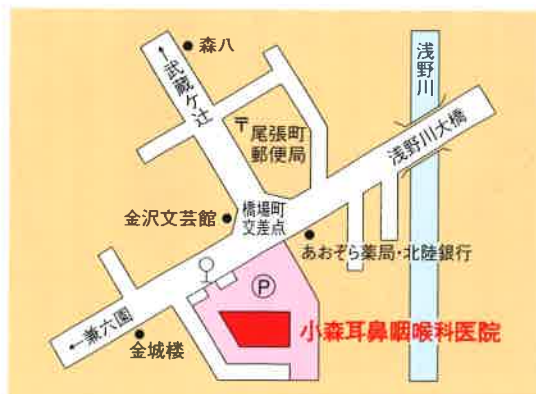 森八
←武蔵ケ辻
浅野川
〒
尾張町
郵便局
浅野川大橋
金沢文芸館
橋場町
交差点
あおぞら薬局・北陸銀行
P
小森耳鼻咽喉科医院
←兼六園
金城楼